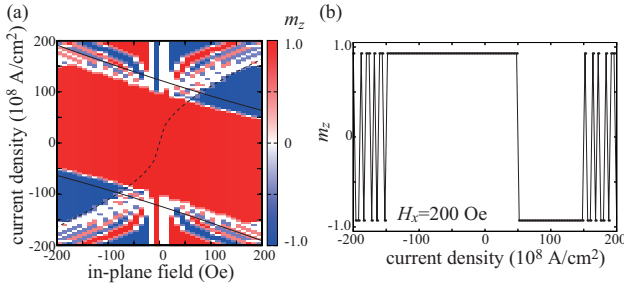 (a)
m_z
200
100
0
-100
-200
-200 -100 0 100 200
current density (10^8 A/cm^2)
in-plane field (Oe)
1.0
0
-1.0
(b)
1.0
0
-1.0
m_z
H_x=200 Oe
-200 -100 0 100 200
current density (10^8 A/cm^2)